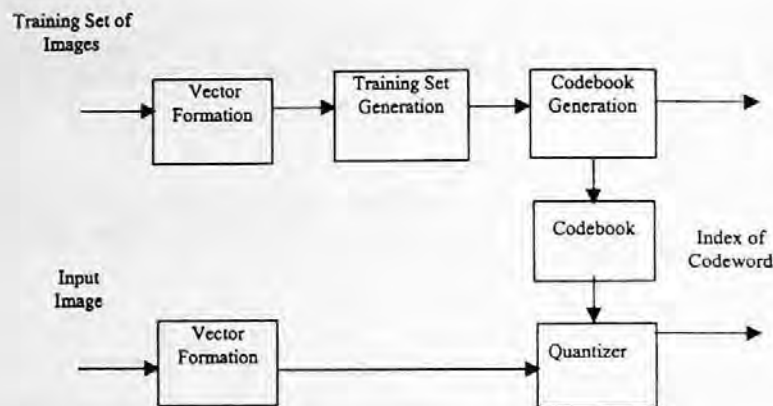 Training Set of
Images
Vector
Formation
Training Set
Generation
Codebook
Generation
Codebook
Index of
Codeword
Input
Image
Vector
Formation
Quantizer